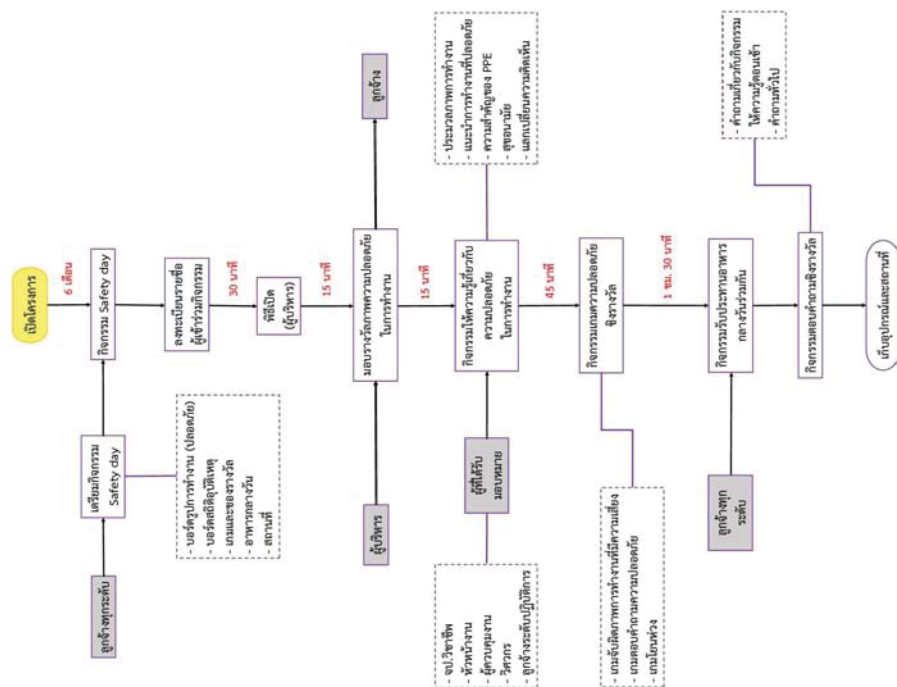 เปิดโครงการ
6 เดือน
ลูกจ้างทุกระดับ
เตรียมกิจกรรม
Safety day
กิจกรรม Safety day
- บอร์ดรูปการทำงาน (ปลอดภัย)
- บอร์ดสถิติอุบัติเหตุ
- เกมและของรางวัล
- อาหารกลางวัน
- สถานที่
ลงทะเบียนรายชื่อ
ผู้เข้าร่วมกิจกรรม
30 นาที
พิธีเปิด
(ผู้บริหาร)
15 นาที
ผู้บริหาร
มอบรางวัลภาพความปลอดภัย
ในการทำงาน
ลูกจ้าง
15 นาที
- จป.วิชาชีพ
- หัวหน้างาน
- ผู้ควบคุมงาน
- วิศวกร
- ลูกจ้างระดับปฏิบัติการ
ผู้ที่ได้รับ
มอบหมาย
กิจกรรมให้ความรู้เกี่ยวกับ
ความปลอดภัย
ในการทำงาน
- ประมวลภาพการทำงาน
- แนะนำการทำงานที่ปลอดภัย
- ความสำคัญของ PPE
- สุขอนามัย
- แลกเปลี่ยนความคิดเห็น
45 นาที
กิจกรรมเกมความปลอดภัย
ชิงรางวัล
- เกมจับผิดภาพการทำงานที่มีความเสี่ยง
- เกมตอบคำถามความปลอดภัย
- เกมโยนห่วง
1 ชม. 30 นาที
ลูกจ้างทุก
ระดับ
กิจกรรมรับประทานอาหาร
กลางวันร่วมกัน
กิจกรรมตอบคำถามชิงรางวัล
- คำถามเกี่ยวกับกิจกรรม
ให้ความรู้ตอนเช้า
- คำถามทั่วไป
เก็บอุปกรณ์และสถานที่